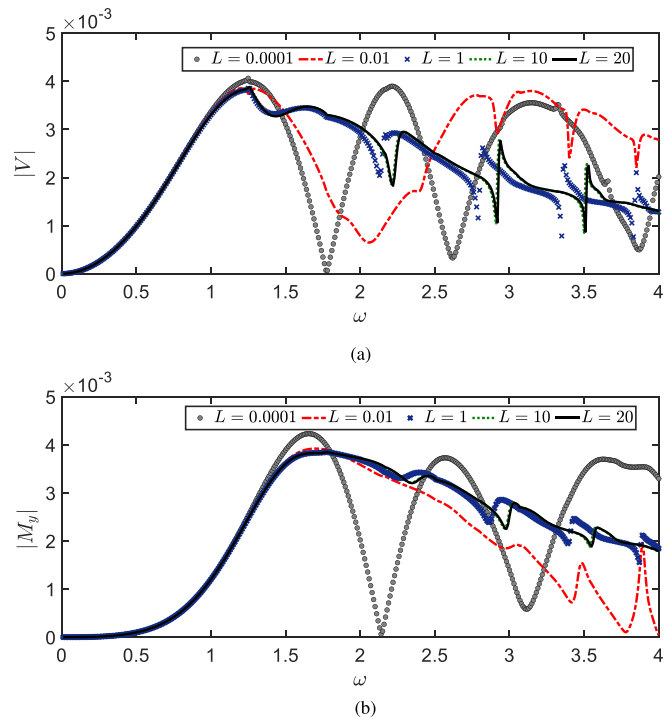 ×10⁻³
L = 0.0001 L = 0.01 L = 1 L = 10 L = 20
|V|
5
4
3
2
1
0
0 0.5 1 1.5 2 2.5 3 3.5 4
ω
(a)
×10⁻³
L = 0.0001 L = 0.01 L = 1 L = 10 L = 20
|M_y|
5
4
3
2
1
0
0 0.5 1 1.5 2 2.5 3 3.5 4
ω
(b)